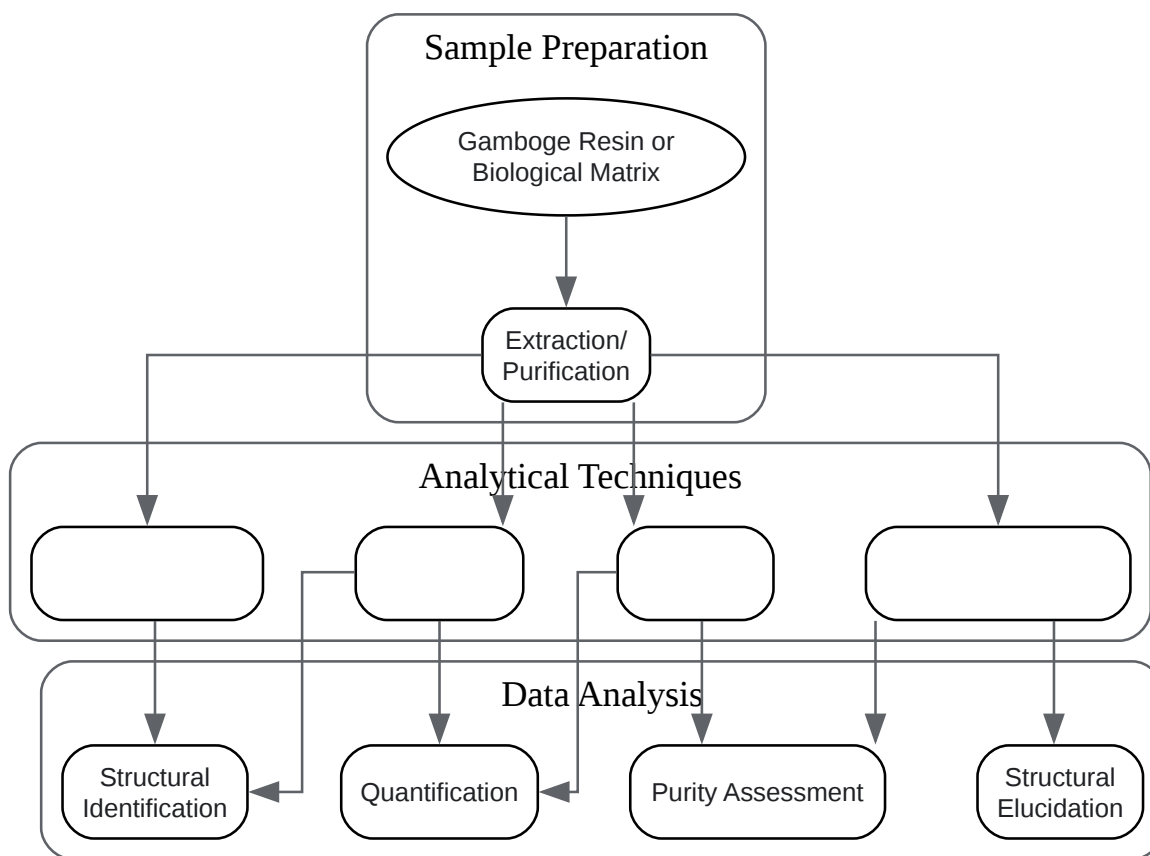 Sample Preparation
Gamboge Resin or
Biological Matrix
Extraction/
Purification
Analytical Techniques
Data Analysis
Structural
Identification
Quantification
Purity Assessment
Structural
Elucidation